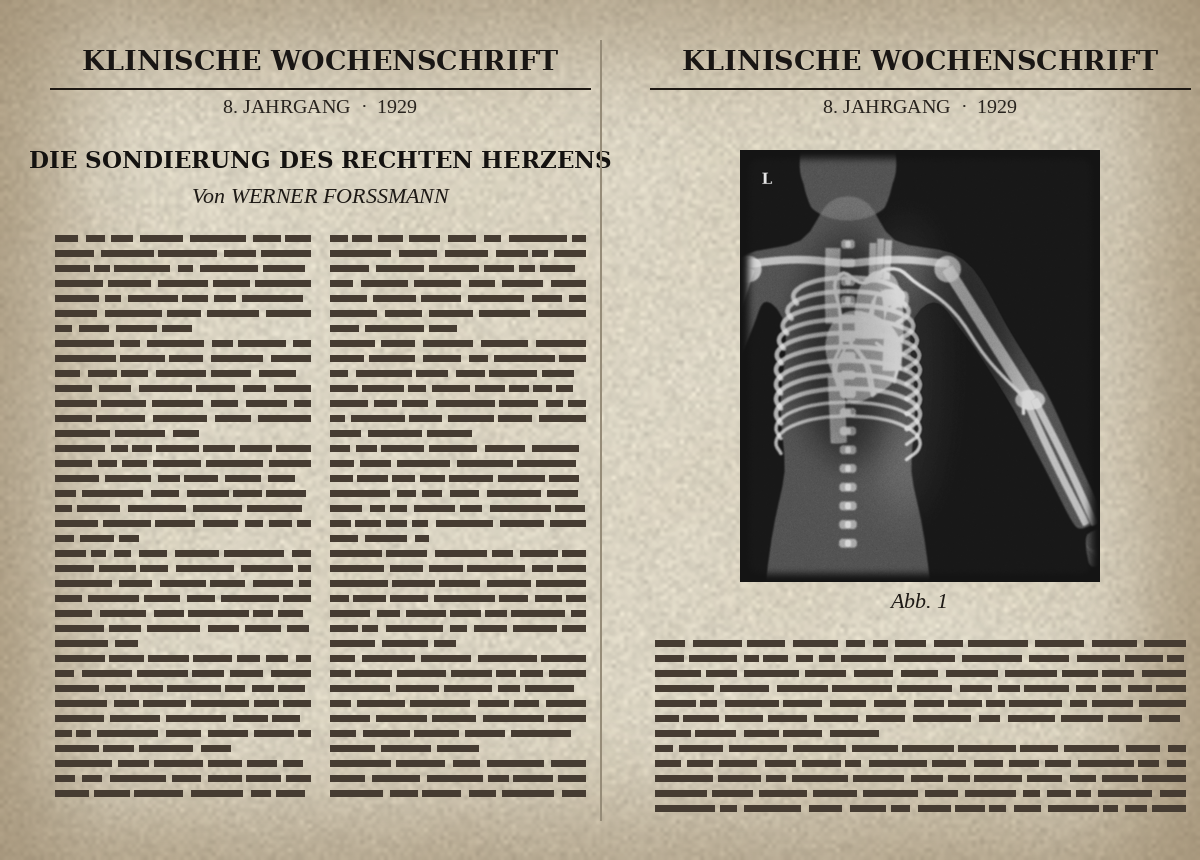 KLINISCHE WOCHENSCHRIFT
8. JAHRGANG · 1929
DIE SONDIERUNG DES RECHTEN HERZENS
Von WERNER FORSSMANN
KLINISCHE WOCHENSCHRIFT
8. JAHRGANG · 1929
L
Abb. 1